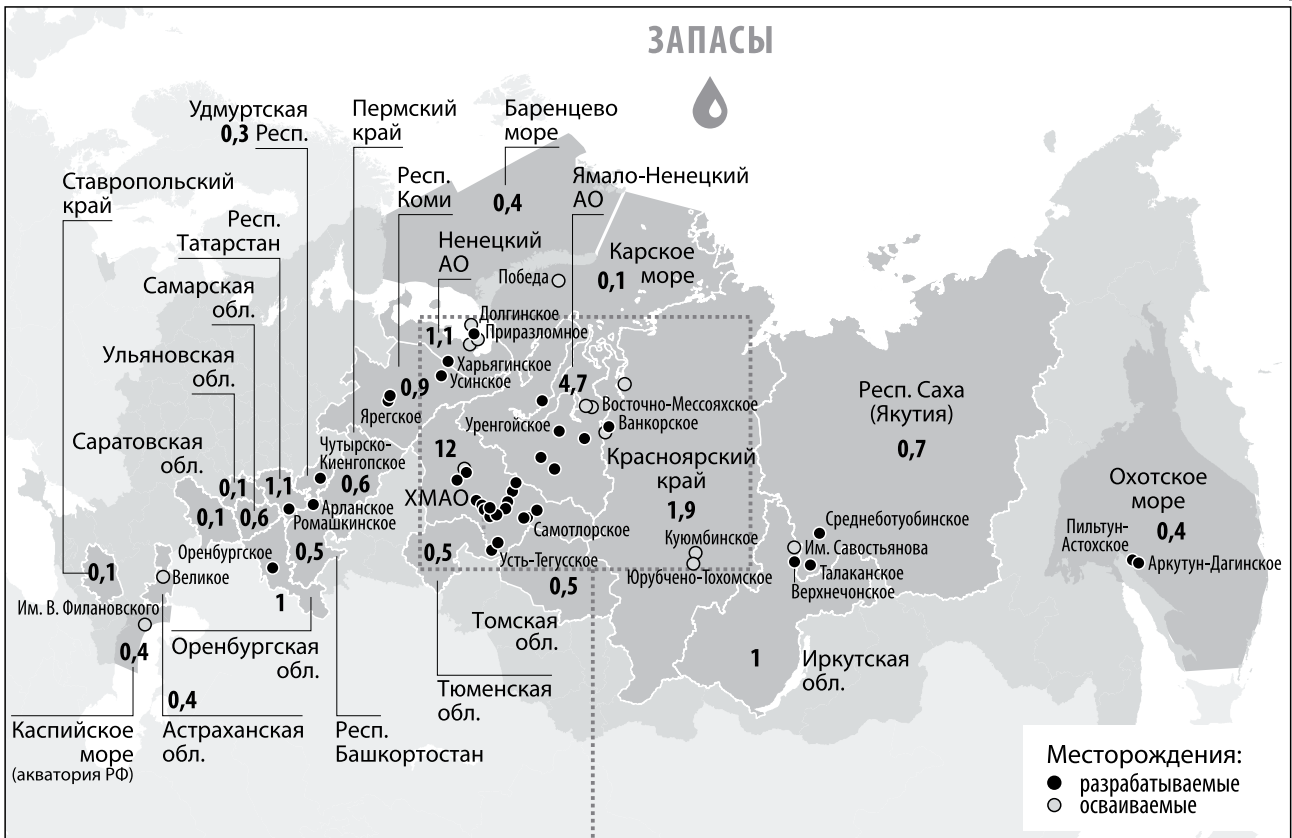 ЗАПАСЫ
Удмуртская
0,3 Респ.
Пермский
край
Баренцево
море
0,4
Ставропольский
край
Респ.
Коми
Ямало-Ненецкий
АО
Респ.
Татарстан
Ненецкий
АО
Карское
море
0,1
Победа
Самарская
обл.
Долгинское
1,1
Приразломное
Ульяновская
обл.
Харьягинское
Усинское
0,9
4,7
Ярегское
Восточно-Мессояхское
Ванкорское
Уренгойское
Респ. Саха
(Якутия)
0,7
Саратовская
обл.
Чутырско-
Киенгопское
12
Красноярский
край
1,9
0,1
1,1
0,6
ХМАО
0,1
0,6
Арланское
Ромашкинское
Самотлорское
Охотское
море
0,4
Пильтун-
Астохское
Аркутун-Дагинское
Среднеботуобинское
Куюмбинское
Им. Савостьянова
Оренбургское
0,5
0,5
Усть-Тегусское
0,1
Великое
0,5
Юрубчено-Тохомское
Талаканское
Верхнечонское
Им. В. Филановского
1
0,4
Оренбургская
обл.
Томская
обл.
1
Иркутская
обл.
0,4
Тюменская
обл.
Каспийское
море
(акватория РФ)
Астраханская
обл.
Респ.
Башкортостан
Месторождения:
разрабатываемые
осваиваемые